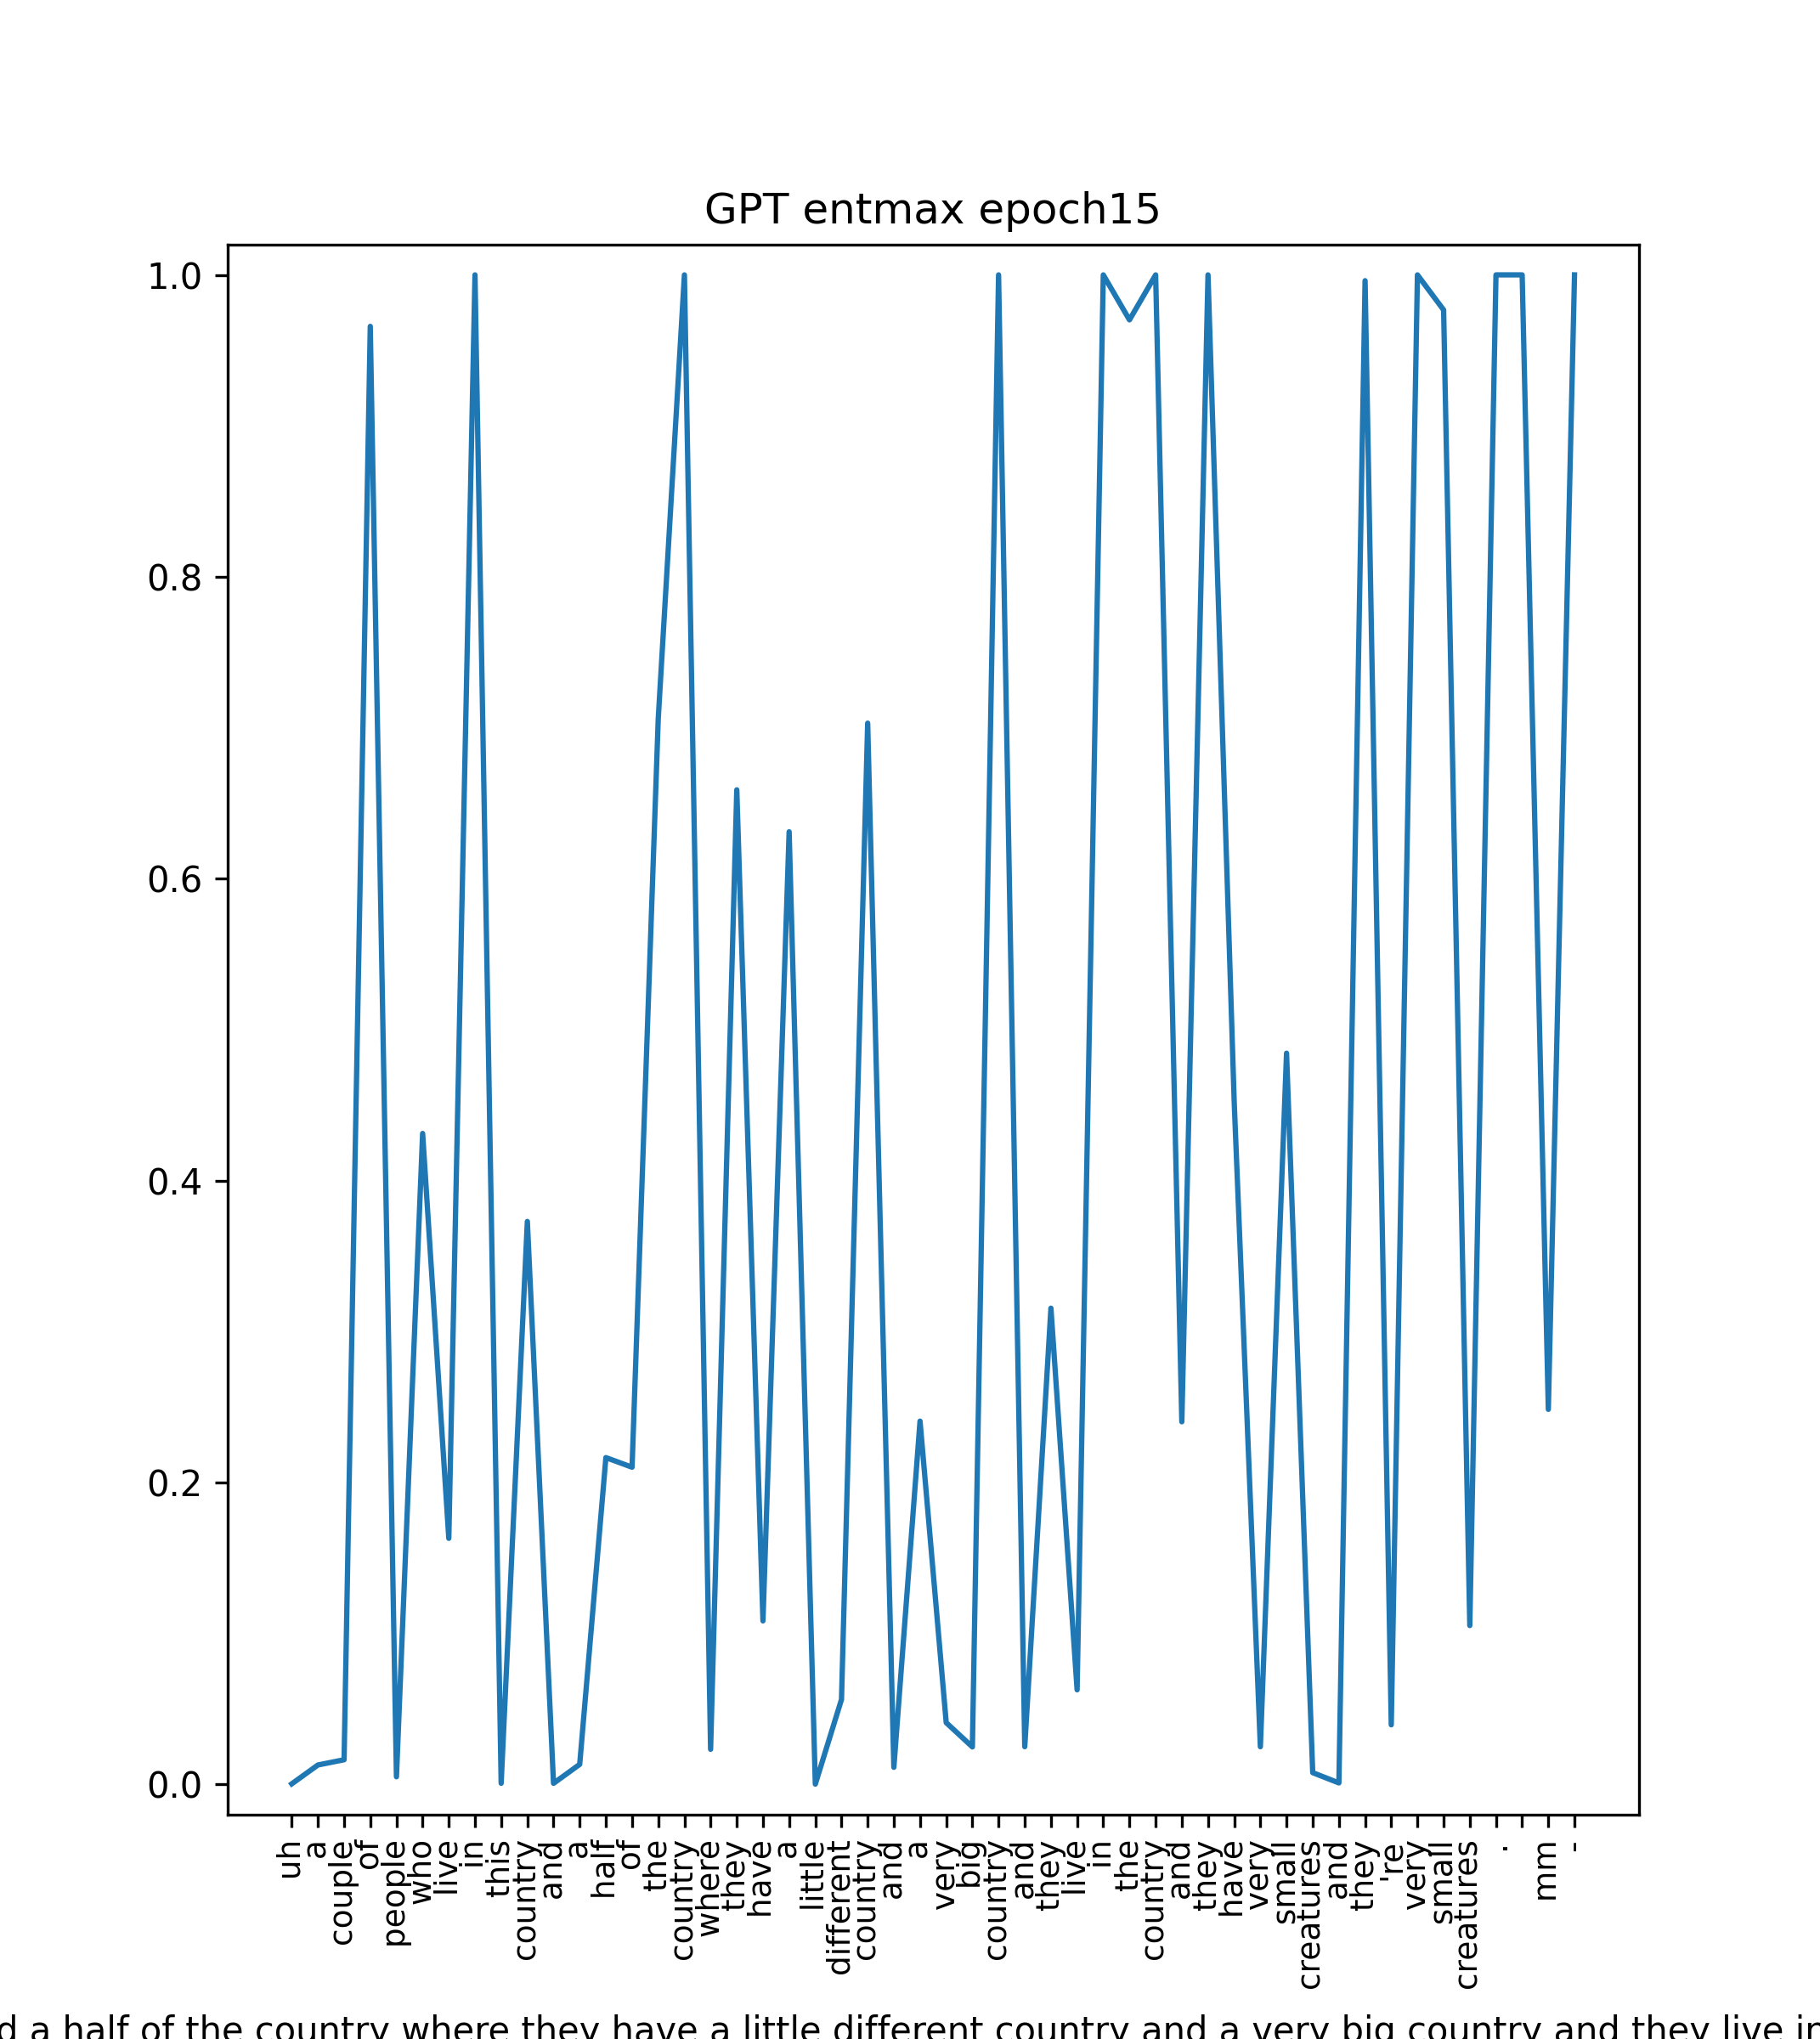 GPT entmax epoch15
1.0
0.8
0.6
0.4
0.2
0.0
uh
a
couple
of
people
who
live
in
this
country
and
a
half
of
the
country
where
they
have
a
little
different
country
and
a
very
big
country
and
they
live
in
the
country
and
they
have
very
small
creatures
and
they
're
very
small
creatures
.
mm
-
a half of the country where they have a little different country and a very big country and they live in